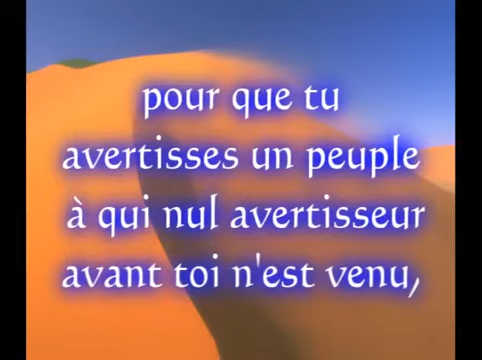 pour que tu
avertisses un peuple
à qui nul avertisseur
avant toi n'est venu,